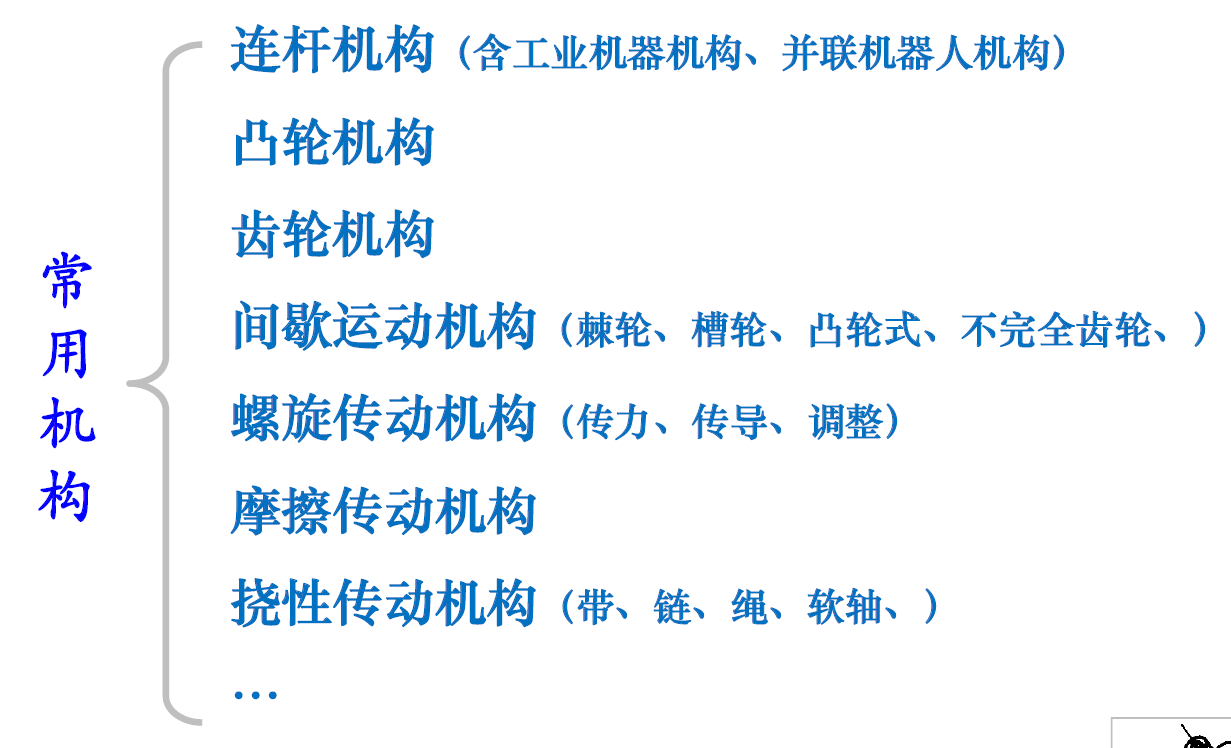 连杆机构（含工业机器机构、并联机器人机构）
凸轮机构
齿轮机构
常用机构
间歇运动机构（棘轮、槽轮、凸轮式、不完全齿轮、）
螺旋传动机构（传力、传导、调整）
摩擦传动机构
挠性传动机构（带、链、绳、软轴、）
…